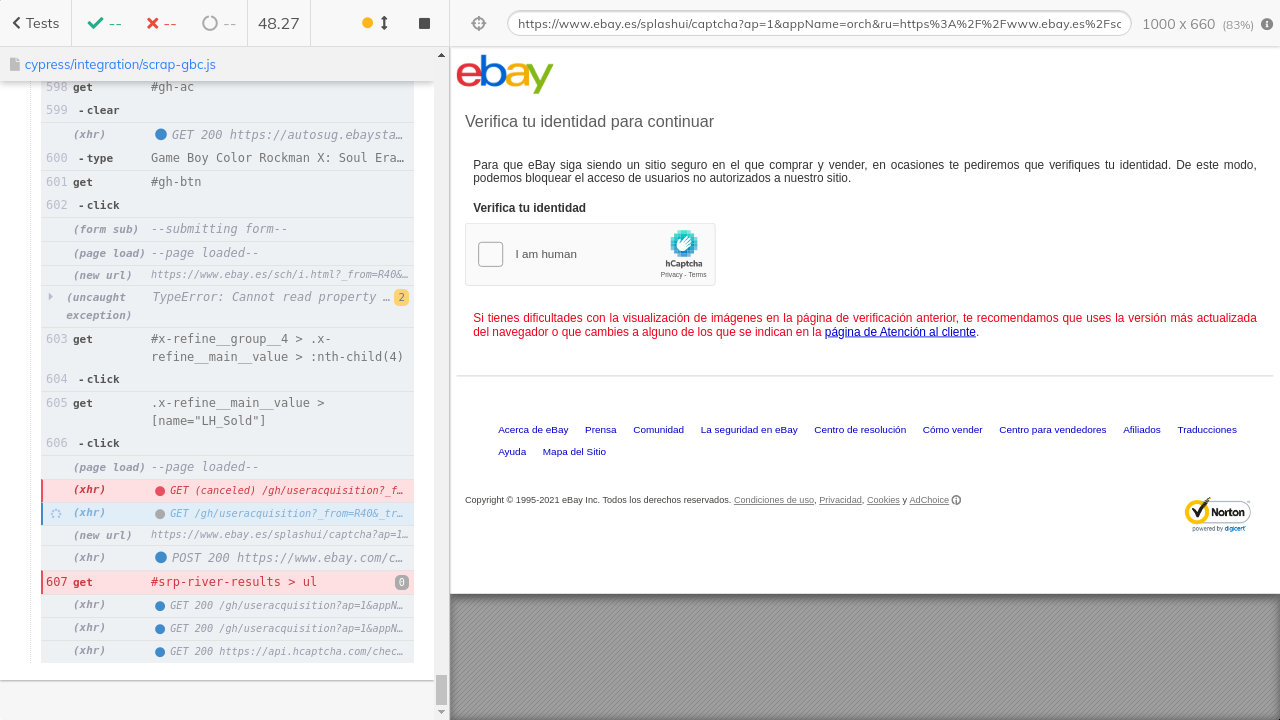 Tests -- -- -- 48.27
https://www.ebay.es/splashui/captcha?ap=1&appName=orch&ru=https%3A%2F%2Fwww.ebay.es%2Fsc
1000 x 660 (83%)
cypress/integration/scrap-gbc.js
598 get #gh-ac
599 -clear
(xhr) GET 200 https://autosug.ebaysta…
600 -type Game Boy Color Rockman X: Soul Era…
601 get #gh-btn
602 -click
(form sub) --submitting form--
(page load) --page loaded--
(new url) https://www.ebay.es/sch/i.html?_from=R40&…
(uncaught exception) TypeError: Cannot read property … 2
603 get #x-refine__group__4 > .x-
refine__main__value > :nth-child(4)
604 -click
605 get .x-refine__main__value >
[name="LH_Sold"]
606 -click
(page load) --page loaded--
(xhr) GET (canceled) /gh/useracquisition?_f…
(xhr) GET /gh/useracquisition?_from=R40&_tr…
(new url) https://www.ebay.es/splashui/captcha?ap=1…
(xhr) POST 200 https://www.ebay.com/c…
607 get #srp-river-results > ul 0
(xhr) GET 200 /gh/useracquisition?ap=1&appN…
(xhr) GET 200 /gh/useracquisition?ap=1&appN…
(xhr) GET 200 https://api.hcaptcha.com/chec…
ebay
Verifica tu identidad para continuar
Para que eBay siga siendo un sitio seguro en el que comprar y vender, en ocasiones te pediremos que verifiques tu identidad. De este modo,
podemos bloquear el acceso de usuarios no autorizados a nuestro sitio.
Verifica tu identidad
I am human
hCaptcha
Privacy - Terms
Si tienes dificultades con la visualización de imágenes en la página de verificación anterior, te recomendamos que uses la versión más actualizada
del navegador o que cambies a alguno de los que se indican en la página de Atención al cliente.
Acerca de eBay Prensa Comunidad La seguridad en eBay Centro de resolución Cómo vender Centro para vendedores Afiliados Traducciones
Ayuda Mapa del Sitio
Copyright © 1995-2021 eBay Inc. Todos los derechos reservados. Condiciones de uso, Privacidad, Cookies y AdChoice
Norton
powered by digicert